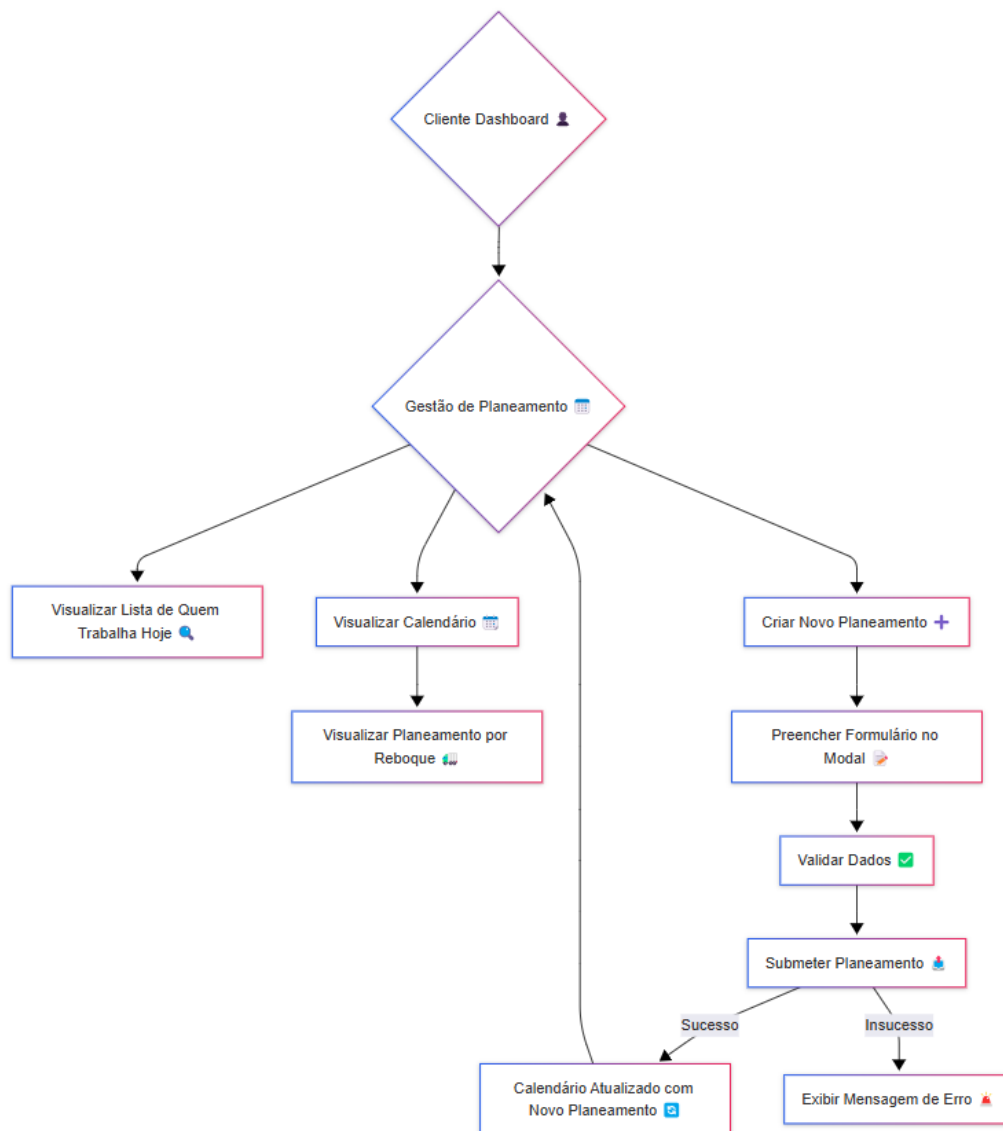 Cliente Dashboard 👤
Gestão de Planeamento 📅
Visualizar Lista de Quem
Trabalha Hoje 🔍
Visualizar Calendário 📆
Criar Novo Planeamento ➕
Visualizar Planeamento por
Reboque 🚛
Preencher Formulário no
Modal 📝
Validar Dados ✅
Submeter Planeamento 📤
Sucesso
Insucesso
Calendário Atualizado com
Novo Planeamento 🔄
Exibir Mensagem de Erro 🚨